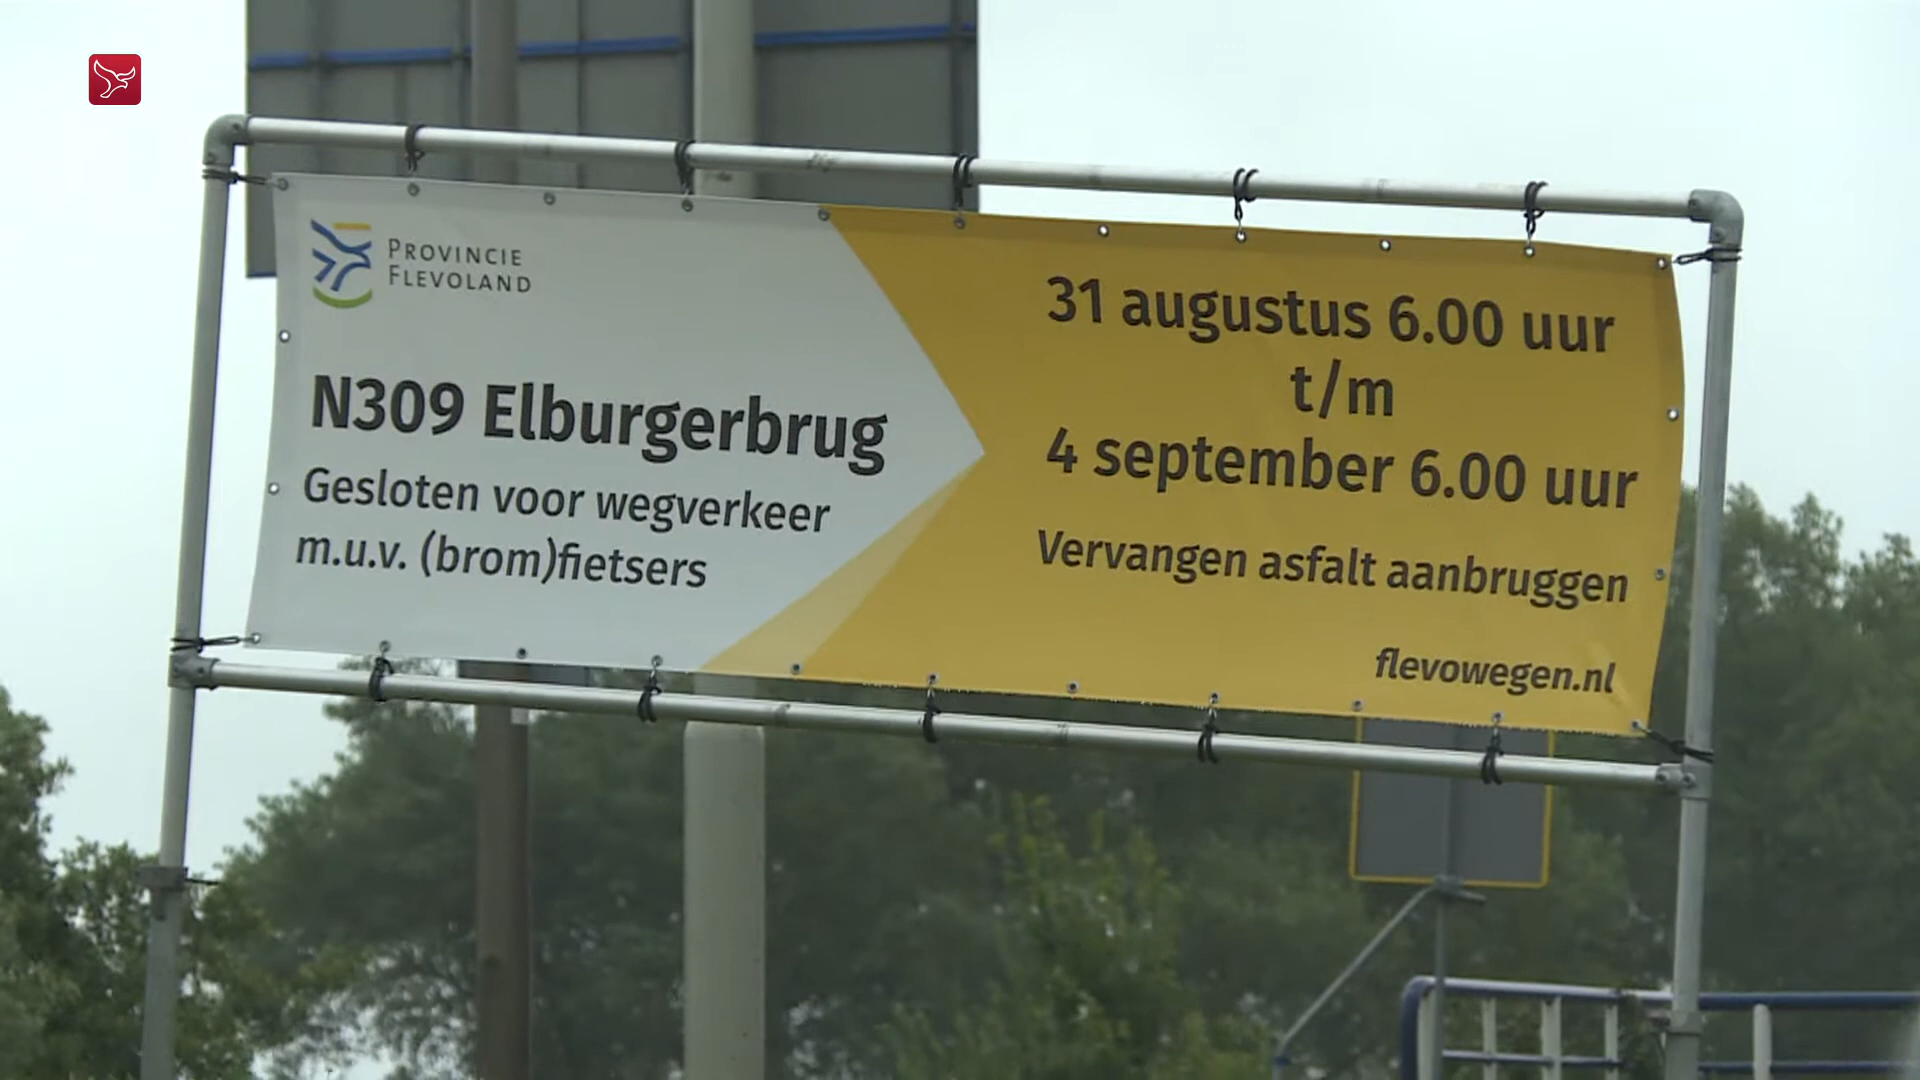 PROVINCIE
FLEVOLAND
N309 Elburgerbrug
Gesloten voor wegverkeer
m.u.v. (brom)fietsers
31 augustus 6.00 uur
t/m
4 september 6.00 uur
Vervangen asfalt aanbruggen
flevowegen.nl